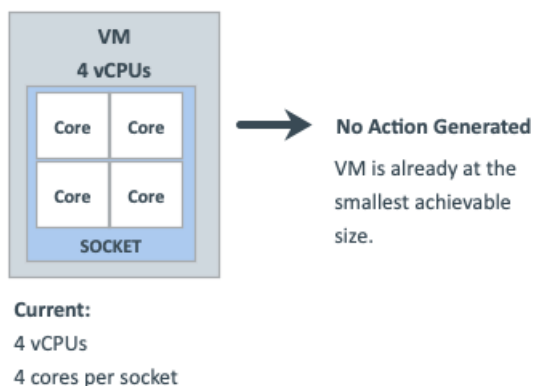 VM
4 vCPUs
Core Core
Core Core
SOCKET
No Action Generated
VM is already at the
smallest achievable
size.
Current:
4 vCPUs
4 cores per socket